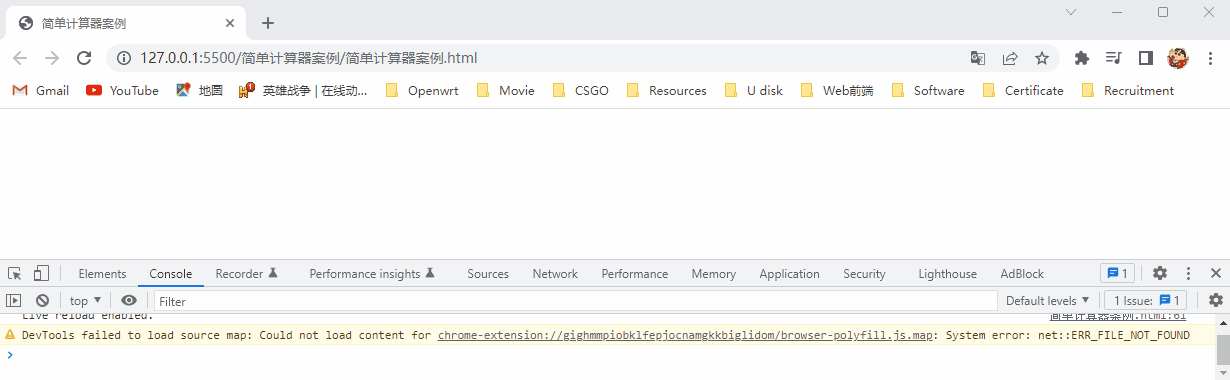 简单计算器案例
127.0.0.1:5500/简单计算器案例/简单计算器案例.html
Gmail YouTube 地圖 英雄战争 | 在线动... Openwrt Movie CSGO Resources U disk Web前端 Software Certificate Recruitment
Elements Console Recorder Performance insights Sources Network Performance Memory Application Security Lighthouse AdBlock 1
top Filter Default levels 1 Issue: 1
Live reload enabled. 简单计算器案例.html:61
DevTools failed to load source map: Could not load content for chrome-extension://gighmmpiobklfepjocnamgkkbiglidom/browser-polyfill.js.map: System error: net::ERR_FILE_NOT_FOUND